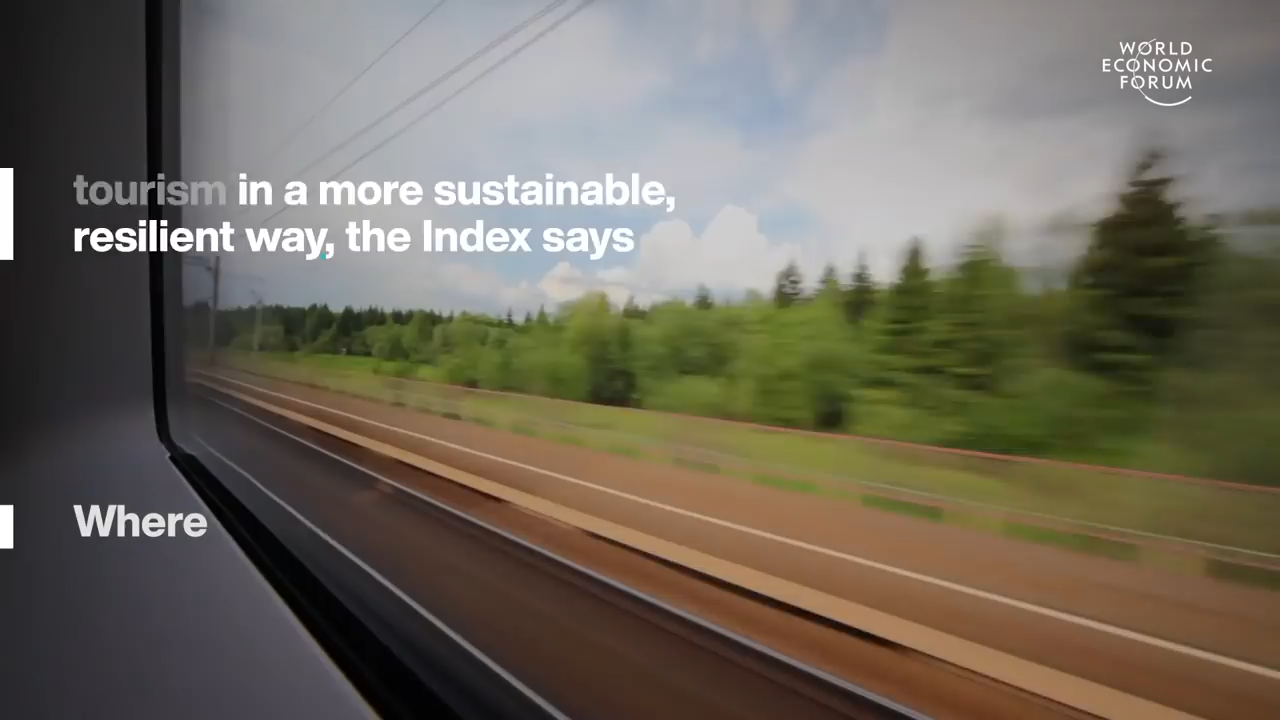 WORLD
ECONOMIC
FORUM
tourism in a more sustainable,
resilient way, the Index says
Where